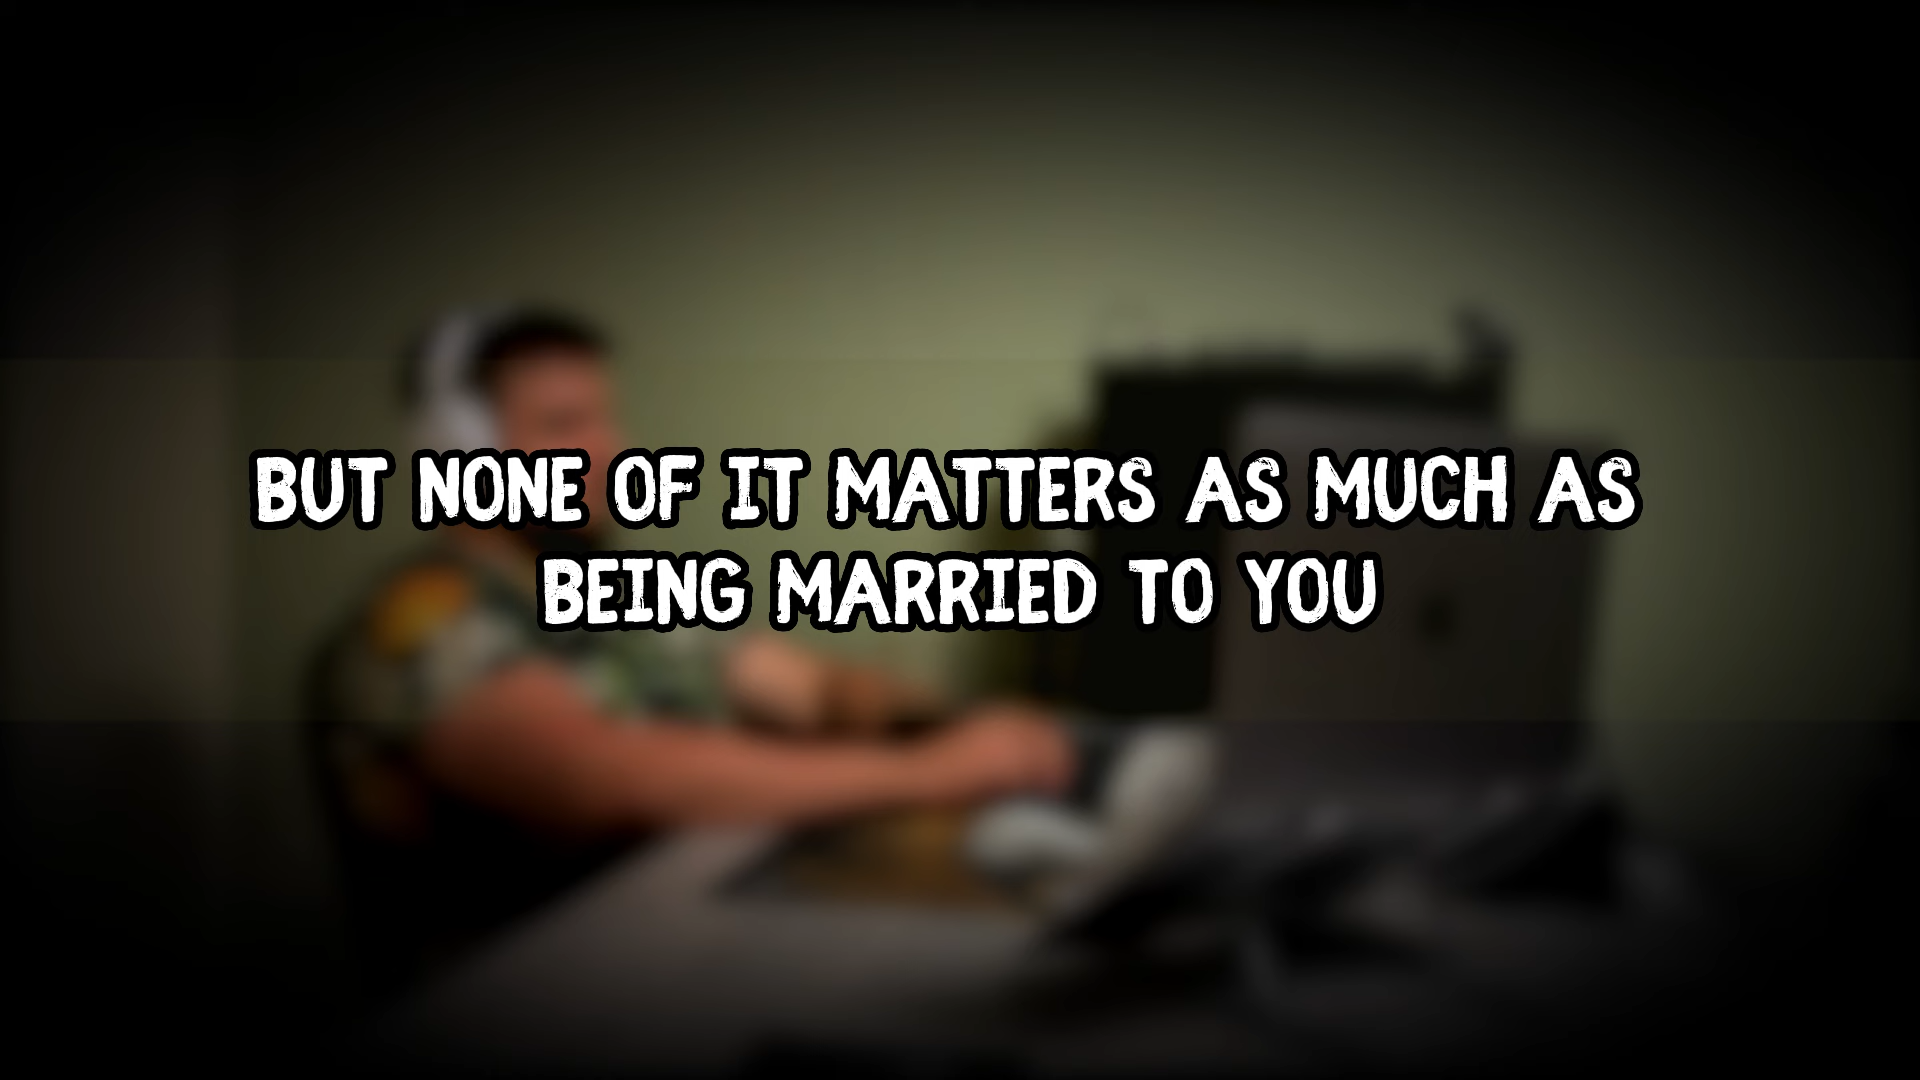 BUT NONE OF IT MATTERS AS MUCH AS
BEING MARRIED TO YOU